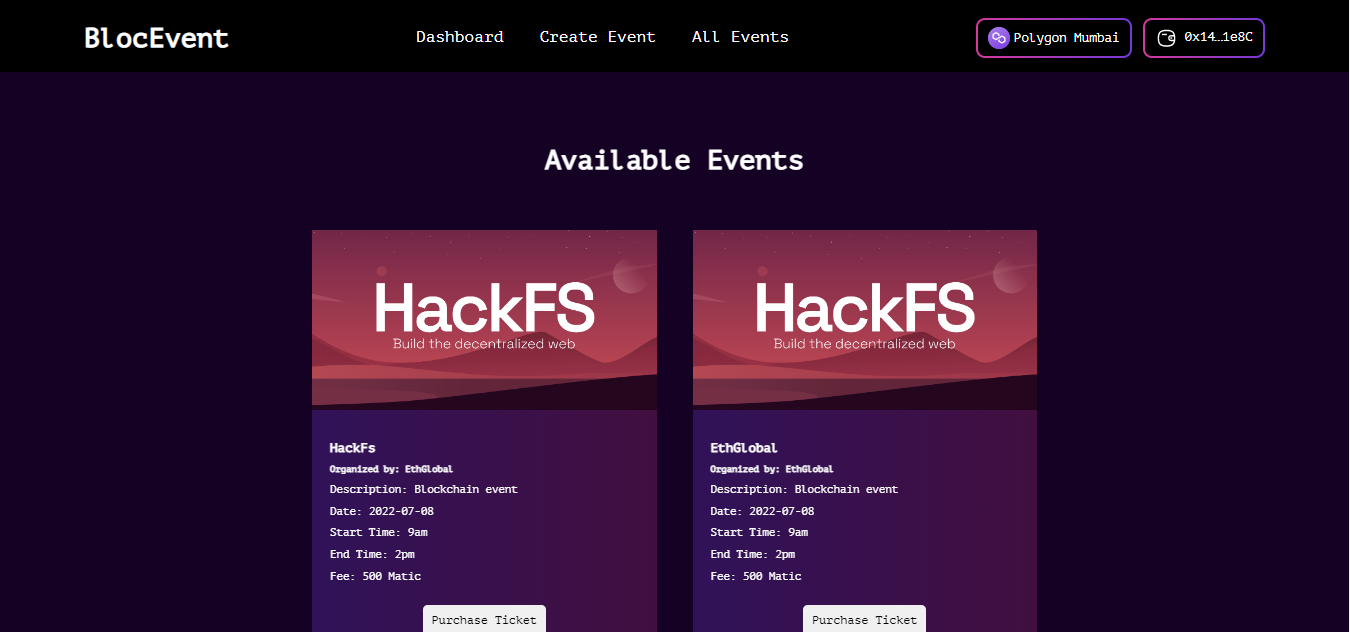 BlocEvent
Dashboard
Create Event
All Events
Polygon Mumbai
0x14…1e8C
Available Events
HackFS
Build the decentralized web
HackFs
Organized by: EthGlobal
Description: Blockchain event
Date: 2022-07-08
Start Time: 9am
End Time: 2pm
Fee: 500 Matic
Purchase Ticket
HackFS
Build the decentralized web
EthGlobal
Organized by: EthGlobal
Description: Blockchain event
Date: 2022-07-08
Start Time: 9am
End Time: 2pm
Fee: 500 Matic
Purchase Ticket